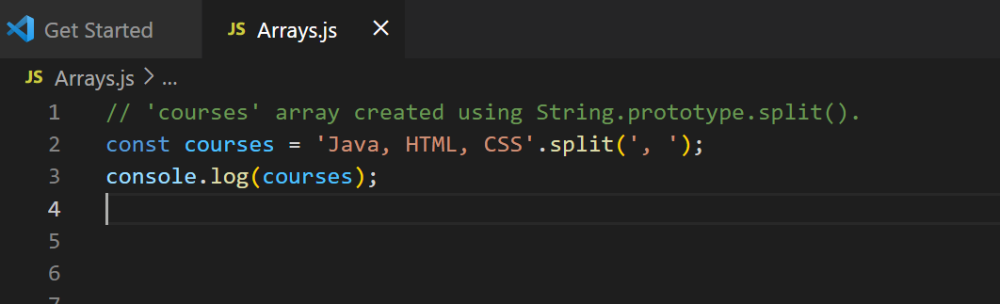 Get Started
JS Arrays.js ×
JS Arrays.js > ...
1 // 'courses' array created using String.prototype.split().
2 const courses = 'Java, HTML, CSS'.split(', ');
3 console.log(courses);
4
5
6
7